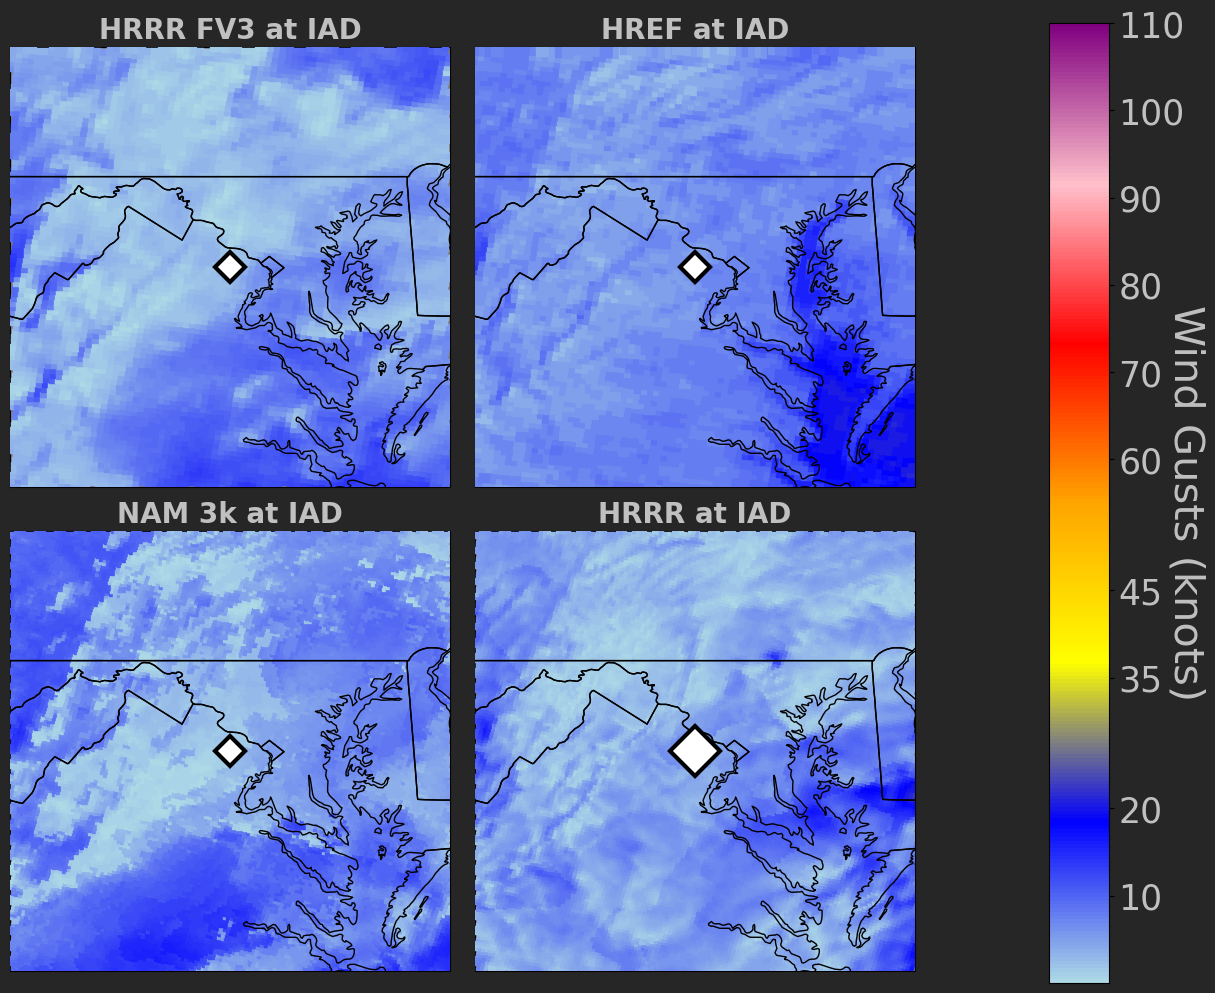 HRRR FV3 at IAD
HREF at IAD
NAM 3k at IAD
HRRR at IAD
110
100
90
80
70
60
45
35
20
10
Wind Gusts (knots)